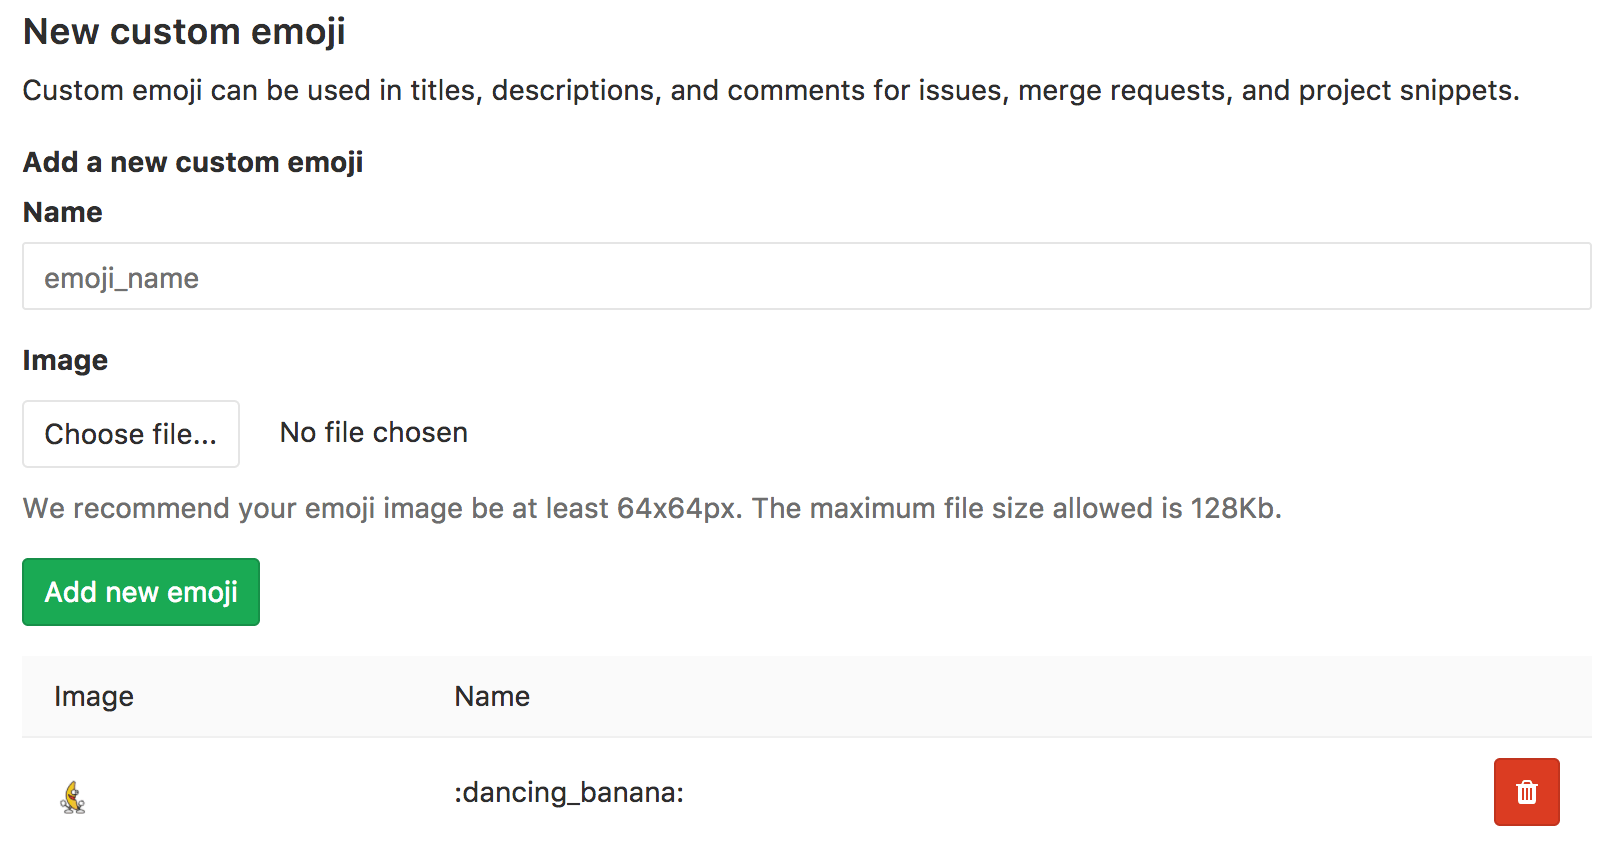 New custom emoji
Custom emoji can be used in titles, descriptions, and comments for issues, merge requests, and project snippets.
Add a new custom emoji
Name
emoji_name
Image
Choose file...
No file chosen
We recommend your emoji image be at least 64x64px. The maximum file size allowed is 128Kb.
Add new emoji
Image
Name
:dancing_banana: